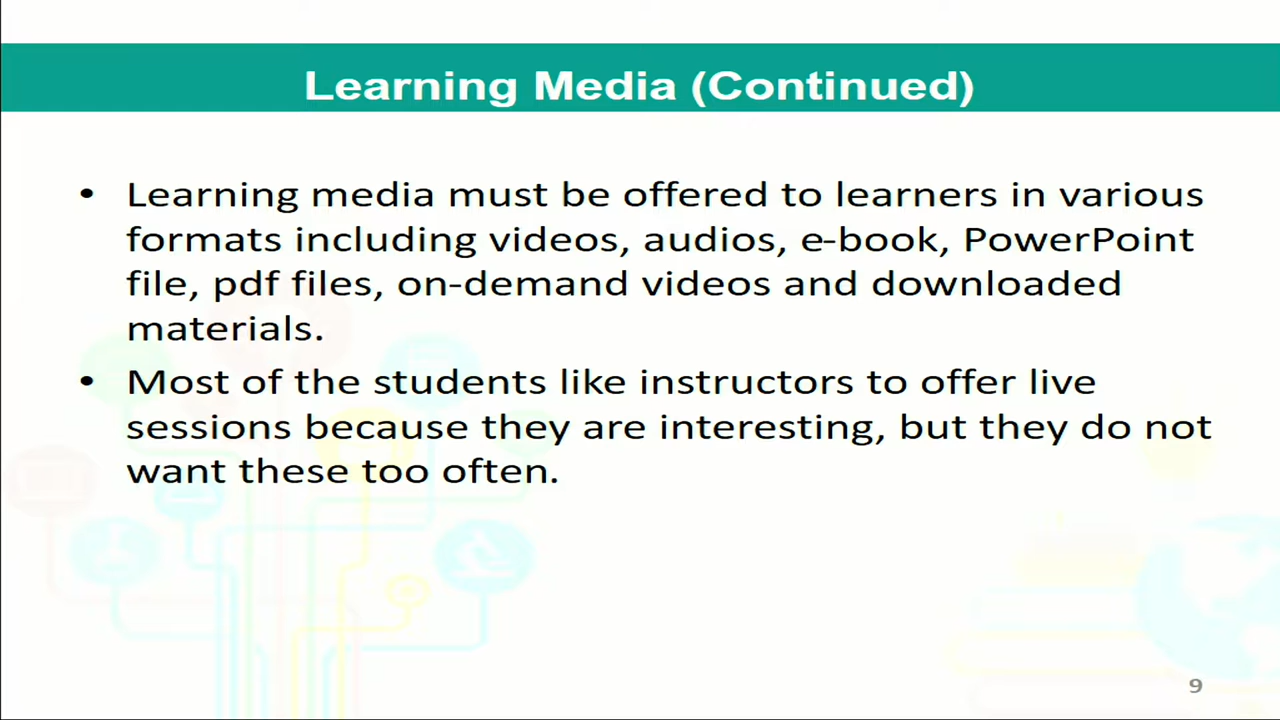 Learning Media (Continued)
• Learning media must be offered to learners in various
formats including videos, audios, e-book, PowerPoint
file, pdf files, on-demand videos and downloaded
materials.
• Most of the students like instructors to offer live
sessions because they are interesting, but they do not
want these too often.
9